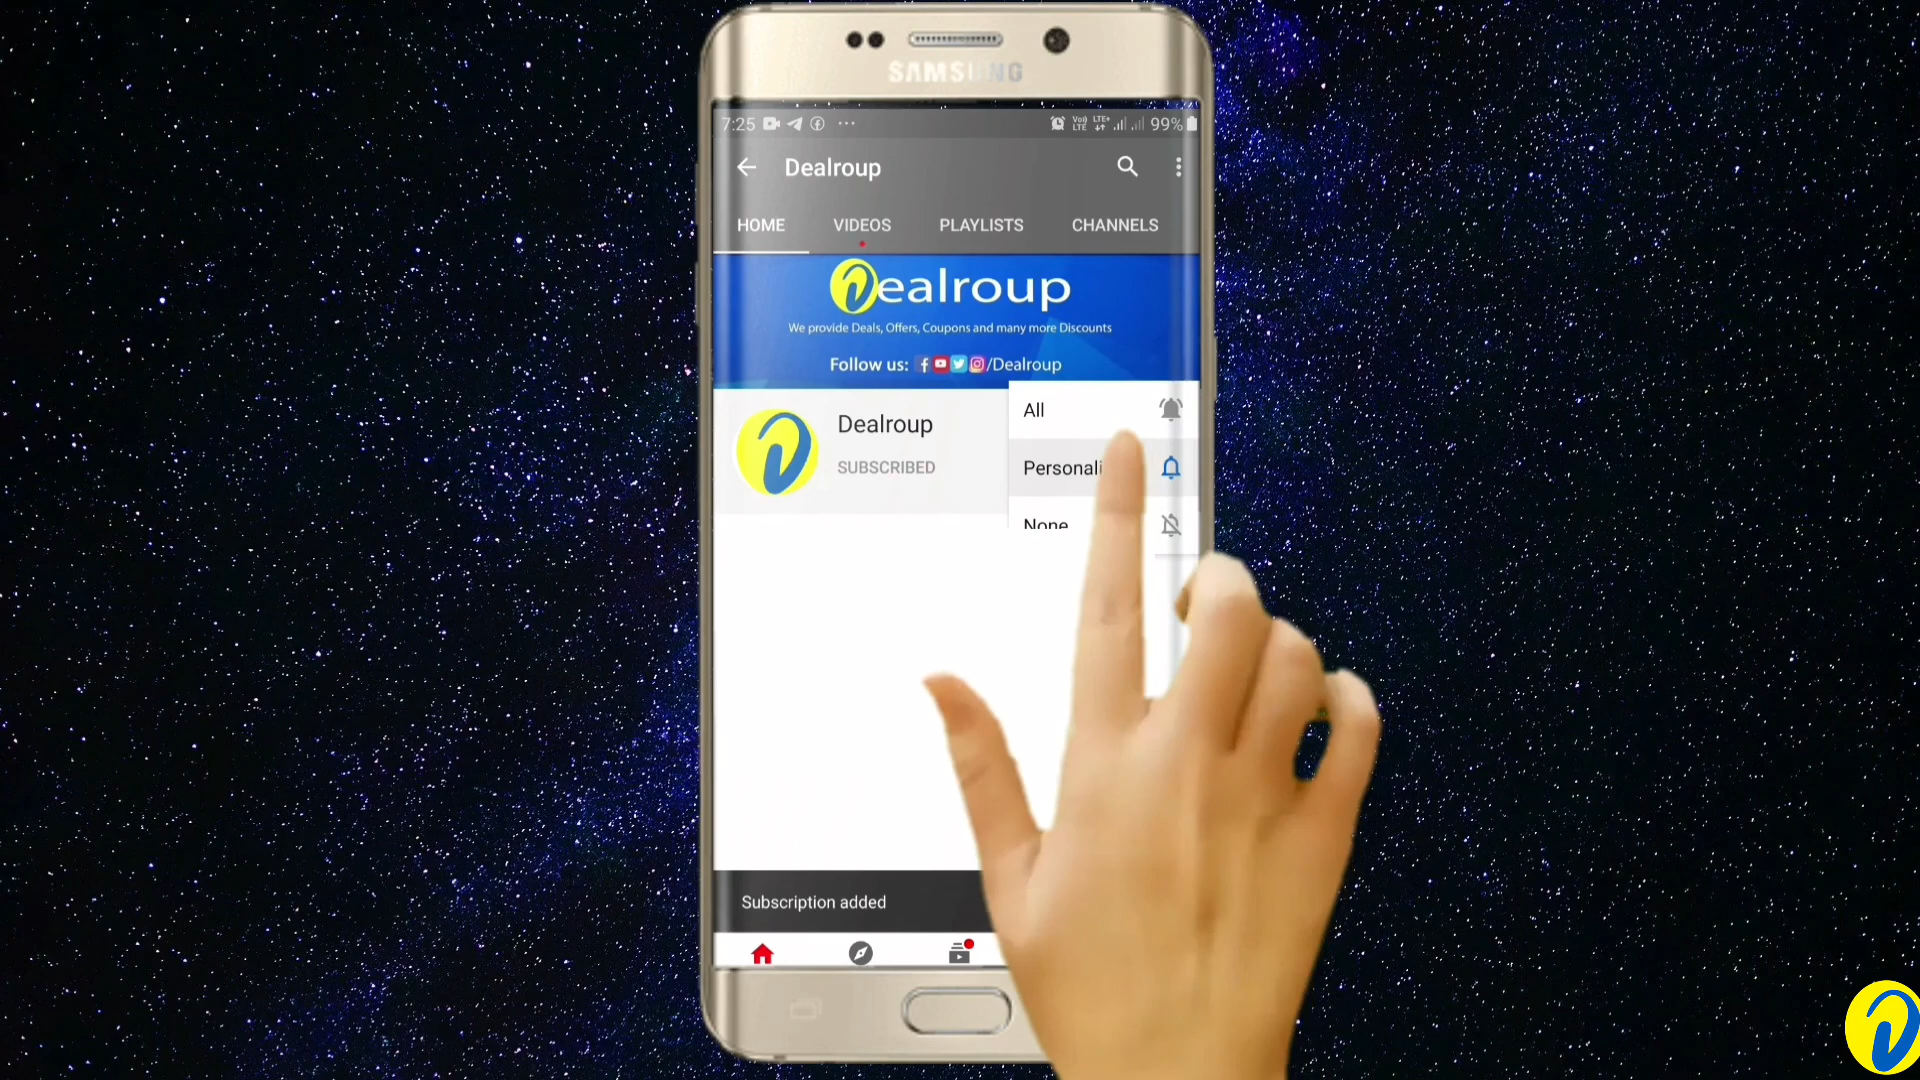 SAMSUNG
7:25 99%
Dealroup
HOME VIDEOS PLAYLISTS CHANNELS
Dealroup
We provide Deals, Offers, Coupons and many more Discounts
Follow us: /Dealroup
All
Dealroup
Personali
SUBSCRIBED
None
Subscription added